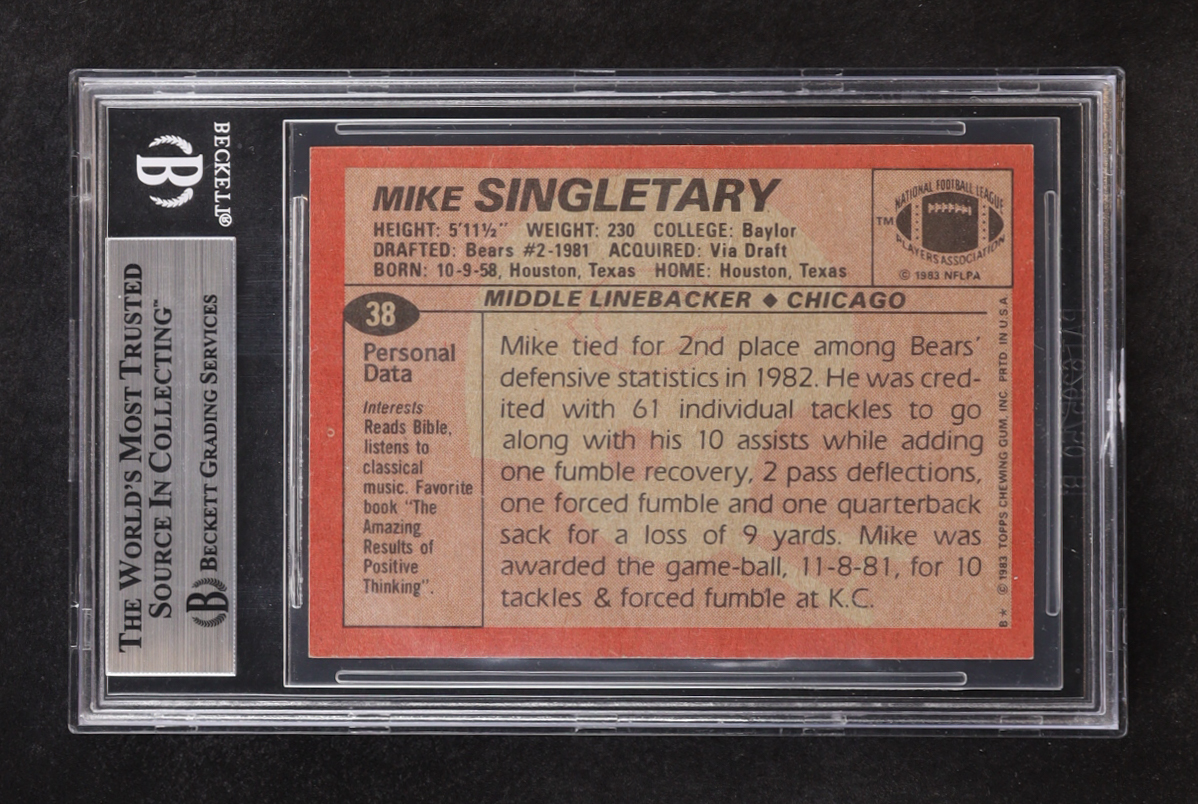 BECKETT®
B
THE WORLD'S MOST TRUSTED
SOURCE IN COLLECTING™
B BECKETT GRADING SERVICES
MIKE SINGLETARY
HEIGHT: 5'11½" WEIGHT: 230 COLLEGE: Baylor
DRAFTED: Bears #2-1981 ACQUIRED: Via Draft
BORN: 10-9-58, Houston, Texas HOME: Houston, Texas
NATIONAL FOOTBALL LEAGUE
TM
PLAYERS ASSOCIATION
© 1983 NFLPA
MIDDLE LINEBACKER ♦ CHICAGO
38
Personal
Data
Interests
Reads Bible,
listens to
classical
music. Favorite
book "The
Amazing
Results of
Positive
Thinking".
Mike tied for 2nd place among Bears'
defensive statistics in 1982. He was cred-
ited with 61 individual tackles to go
along with his 10 assists while adding
one fumble recovery, 2 pass deflections,
one forced fumble and one quarterback
sack for a loss of 9 yards. Mike was
awarded the game-ball, 11-8-81, for 10
tackles & forced fumble at K.C.
B★ © 1983 TOPPS CHEWING GUM, INC. PRTD. IN U.S.A.